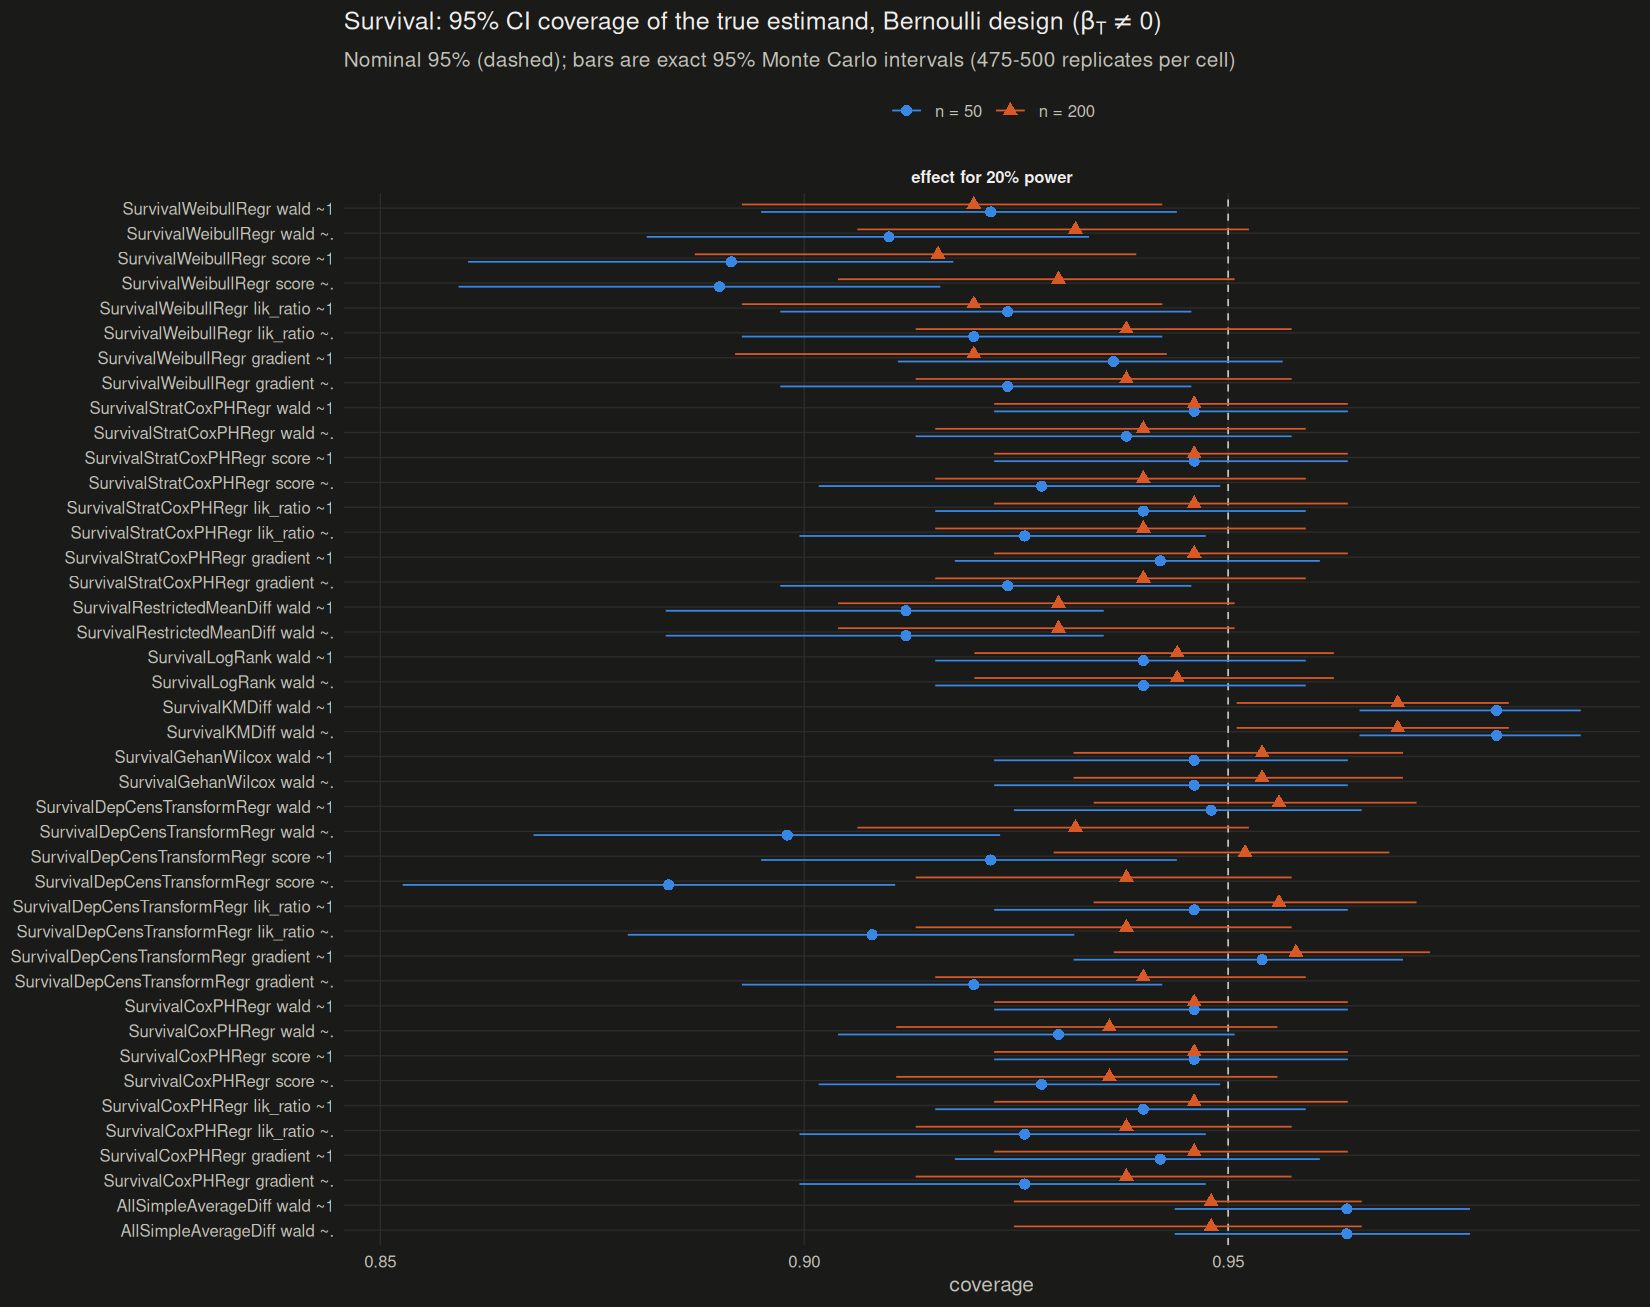 Survival: 95% CI coverage of the true estimand, Bernoulli design (βT ≠ 0)
Nominal 95% (dashed); bars are exact 95% Monte Carlo intervals (475-500 replicates per cell)
n = 50 n = 200
effect for 20% power
SurvivalWeibullRegr wald ~1
SurvivalWeibullRegr wald ~.
SurvivalWeibullRegr score ~1
SurvivalWeibullRegr score ~.
SurvivalWeibullRegr lik_ratio ~1
SurvivalWeibullRegr lik_ratio ~.
SurvivalWeibullRegr gradient ~1
SurvivalWeibullRegr gradient ~.
SurvivalStratCoxPHRegr wald ~1
SurvivalStratCoxPHRegr wald ~.
SurvivalStratCoxPHRegr score ~1
SurvivalStratCoxPHRegr score ~.
SurvivalStratCoxPHRegr lik_ratio ~1
SurvivalStratCoxPHRegr lik_ratio ~.
SurvivalStratCoxPHRegr gradient ~1
SurvivalStratCoxPHRegr gradient ~.
SurvivalRestrictedMeanDiff wald ~1
SurvivalRestrictedMeanDiff wald ~.
SurvivalLogRank wald ~1
SurvivalLogRank wald ~.
SurvivalKMDiff wald ~1
SurvivalKMDiff wald ~.
SurvivalGehanWilcox wald ~1
SurvivalGehanWilcox wald ~.
SurvivalDepCensTransformRegr wald ~1
SurvivalDepCensTransformRegr wald ~.
SurvivalDepCensTransformRegr score ~1
SurvivalDepCensTransformRegr score ~.
SurvivalDepCensTransformRegr lik_ratio ~1
SurvivalDepCensTransformRegr lik_ratio ~.
SurvivalDepCensTransformRegr gradient ~1
SurvivalDepCensTransformRegr gradient ~.
SurvivalCoxPHRegr wald ~1
SurvivalCoxPHRegr wald ~.
SurvivalCoxPHRegr score ~1
SurvivalCoxPHRegr score ~.
SurvivalCoxPHRegr lik_ratio ~1
SurvivalCoxPHRegr lik_ratio ~.
SurvivalCoxPHRegr gradient ~1
SurvivalCoxPHRegr gradient ~.
AllSimpleAverageDiff wald ~1
AllSimpleAverageDiff wald ~.
0.85 0.90 0.95
coverage